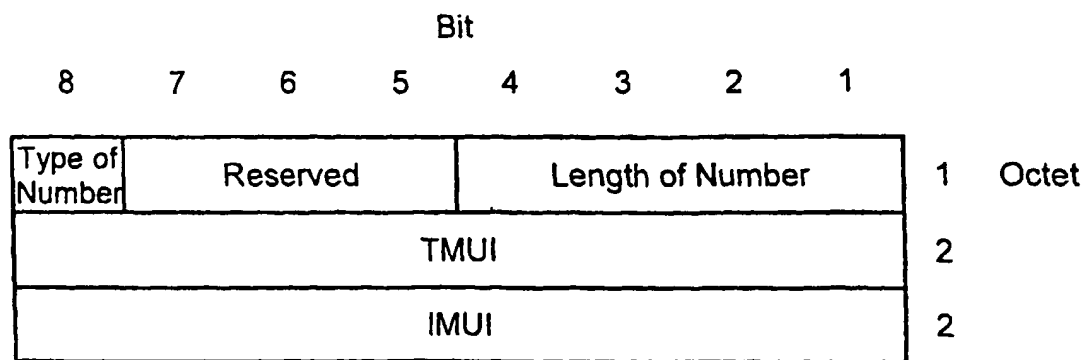 Bit
8 7 6 5 4 3 2 1
Type of Number Reserved Length of Number 1 Octet
TMUI 2
IMUI 2